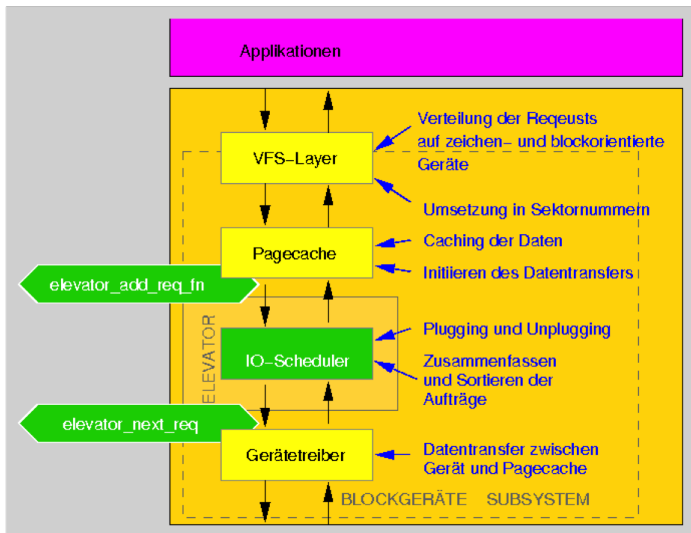 Applikationen
Verteilung der Reqeusts
auf zeichen- und blockorientierte
Geräte
VFS-Layer
Umsetzung in Sektornummern
Pagecache
Caching der Daten
Initiieren des Datentransfers
elevator_add_req_fn
ELEVATOR
IO-Scheduler
Plugging und Unplugging
Zusammenfassen
und Sortieren der
Aufträge
elevator_next_req
Gerätetreiber
Datentransfer zwischen
Gerät und Pagecache
BLOCKGERÄTE SUBSYSTEM